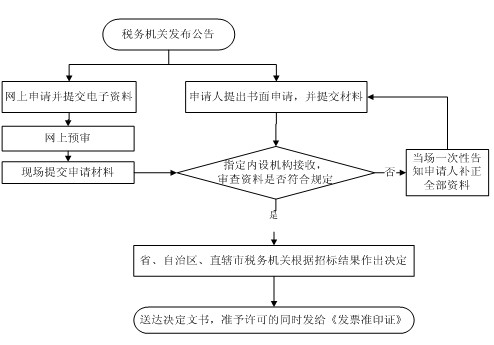 税务机关发布公告
网上申请并提交电子资料
申请人提出书面申请，并提交材料
网上预审
现场提交申请材料
指定内设机构接收，
审查资料是否符合规定
否
当场一次性告
知申请人补正
全部资料
是
省、自治区、直辖市税务机关根据招标结果作出决定
送达决定文书，准予许可的同时发给《发票准印证》